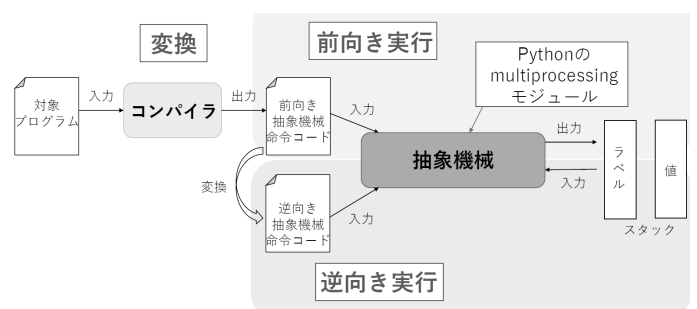 変換
前向き実行
Pythonの
multiprocessing
モジュール
対象
プログラム
入力
コンパイラ
出力
前向き
抽象機械
命令コード
入力
抽象機械
出力
入力
ラベル
値
スタック
変換
逆向き
抽象機械
命令コード
入力
逆向き実行